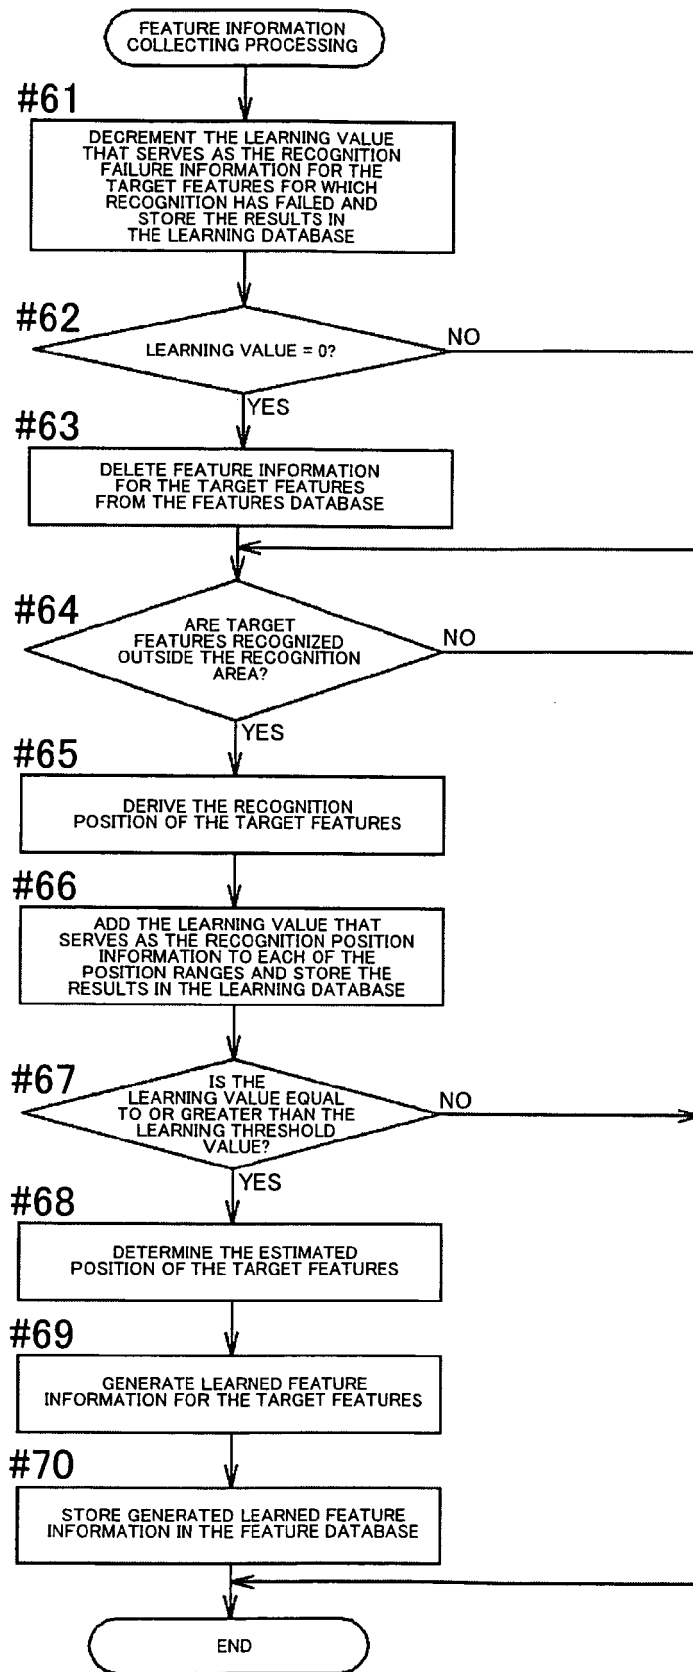 FEATURE INFORMATION
COLLECTING PROCESSING
#61
DECREMENT THE LEARNING VALUE
THAT SERVES AS THE RECOGNITION
FAILURE INFORMATION FOR THE
TARGET FEATURES FOR WHICH
RECOGNITION HAS FAILED AND
STORE THE RESULTS IN
THE LEARNING DATABASE
#62
LEARNING VALUE = 0?
NO
YES
#63
DELETE FEATURE INFORMATION
FOR THE TARGET FEATURES
FROM THE FEATURES DATABASE
#64
ARE TARGET
FEATURES RECOGNIZED
OUTSIDE THE RECOGNITION
AREA?
NO
YES
#65
DERIVE THE RECOGNITION
POSITION OF THE TARGET FEATURES
#66
ADD THE LEARNING VALUE THAT
SERVES AS THE RECOGNITION POSITION
INFORMATION TO EACH OF THE
POSITION RANGES AND STORE THE
RESULTS IN THE LEARNING DATABASE
#67
IS THE
LEARNING VALUE EQUAL
TO OR GREATER THAN THE
LEARNING THRESHOLD
VALUE?
NO
YES
#68
DETERMINE THE ESTIMATED
POSITION OF THE TARGET FEATURES
#69
GENERATE LEARNED FEATURE
INFORMATION FOR THE TARGET FEATURES
#70
STORE GENERATED LEARNED FEATURE
INFORMATION IN THE FEATURE DATABASE
END